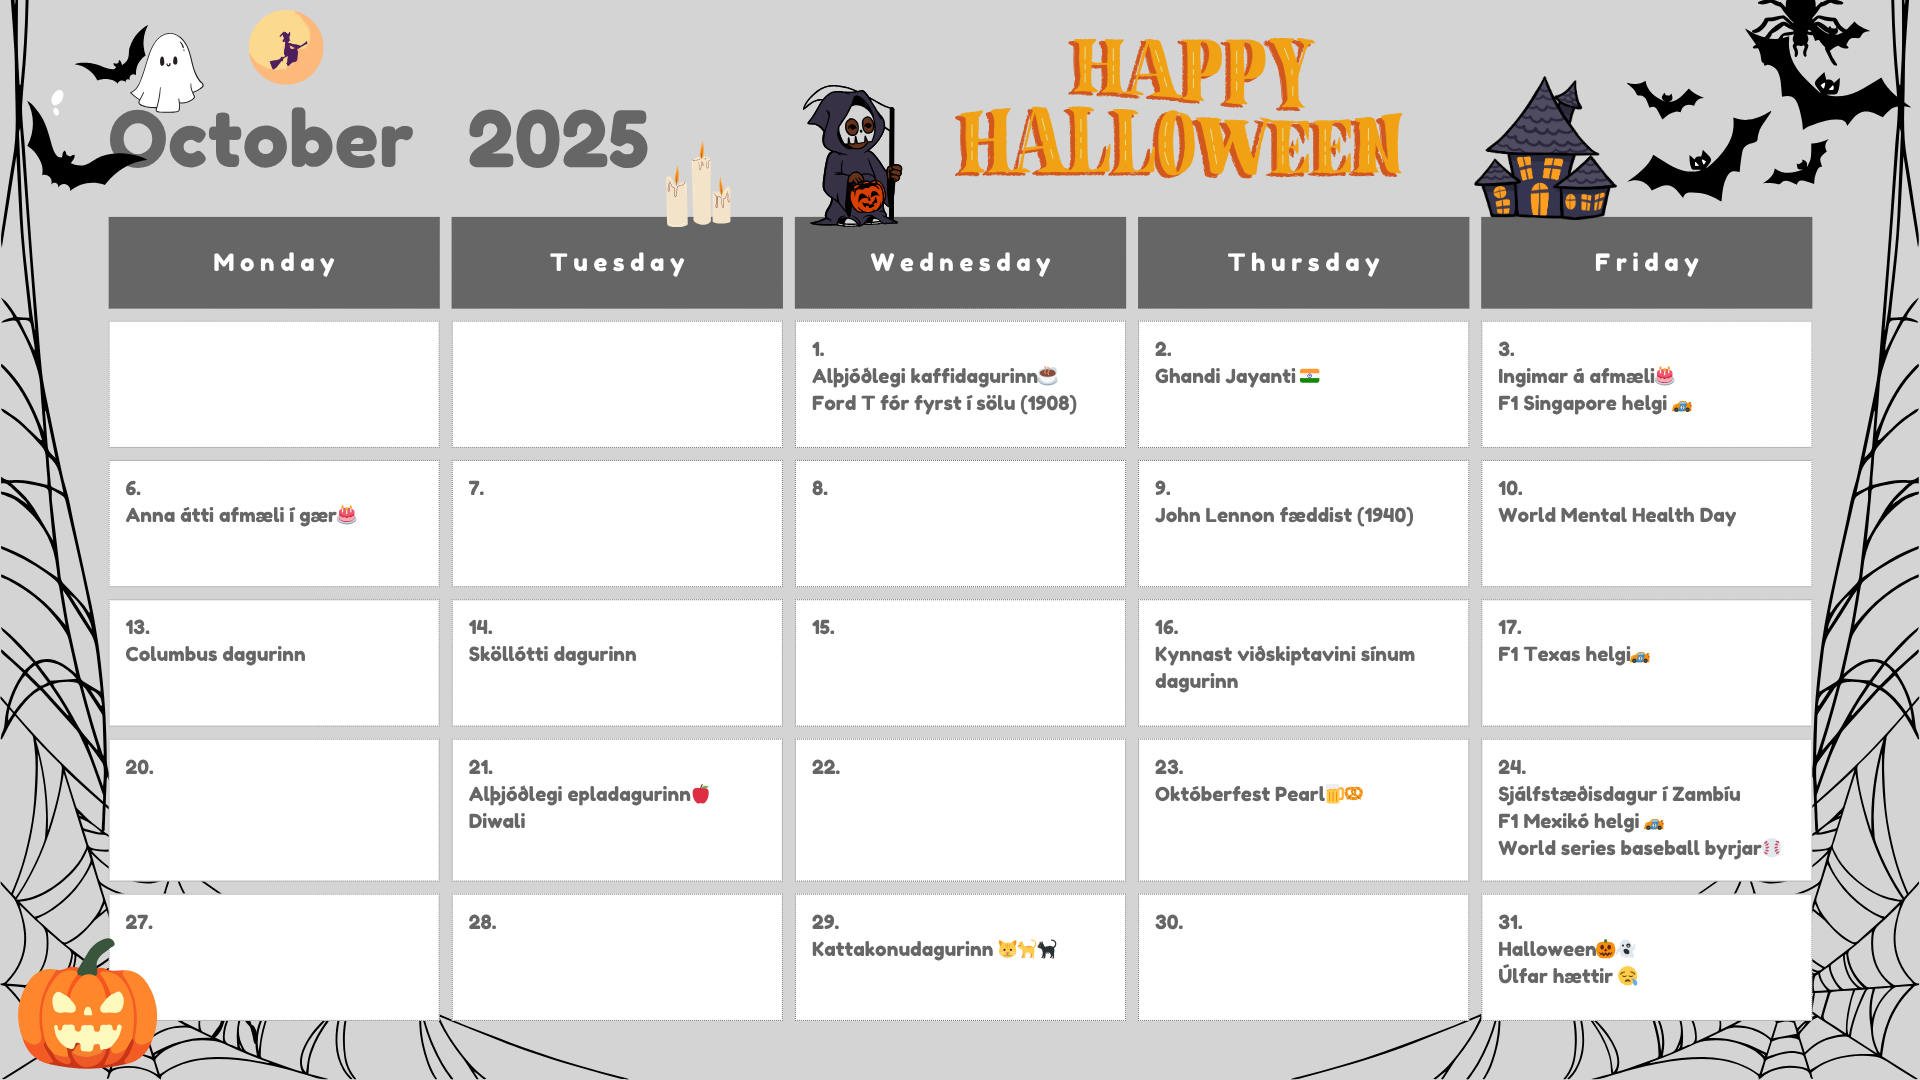 October 2025
HAPPY
HALLOWEEN
Monday
Tuesday
Wednesday
Thursday
Friday
1.
Alþjóðlegi kaffidagurinn☕
Ford T fór fyrst í sölu (1908)
2.
Ghandi Jayanti 🇮🇳
3.
Ingimar á afmæli🎂
F1 Singapore helgi 🏎️
6.
Anna átti afmæli í gær🎂
7.
8.
9.
John Lennon fæddist (1940)
10.
World Mental Health Day
13.
Columbus dagurinn
14.
Sköllótti dagurinn
15.
16.
Kynnast viðskiptavini sínum
dagurinn
17.
F1 Texas helgi🏎️
20.
21.
Alþjóðlegi epladagurinn🍎
Diwali
22.
23.
Októberfest Pearl🍺🥨
24.
Sjálfstæðisdagur í Zambíu
F1 Mexikó helgi 🏎️
World series baseball byrjar⚾
27.
28.
29.
Kattakonudagurinn 🐱🐈🐈‍⬛
30.
31.
Halloween🎃👻
Úlfar hættir 😪